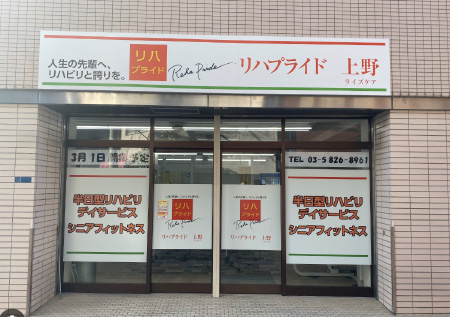 人生の先輩へ、
リハビリと誇りを。
リハ
プライド
Reha Pride
リハプライド 上野
ライズケア
3月1日開設予定
TEL 03-5826-8961
半日型リハビリ
デイサービス
シニアフィットネス
リハ
プライド
リハプライド 上野
リハ
プライド
リハプライド 上野
半日型リハビリ
デイサービス
シニアフィットネス